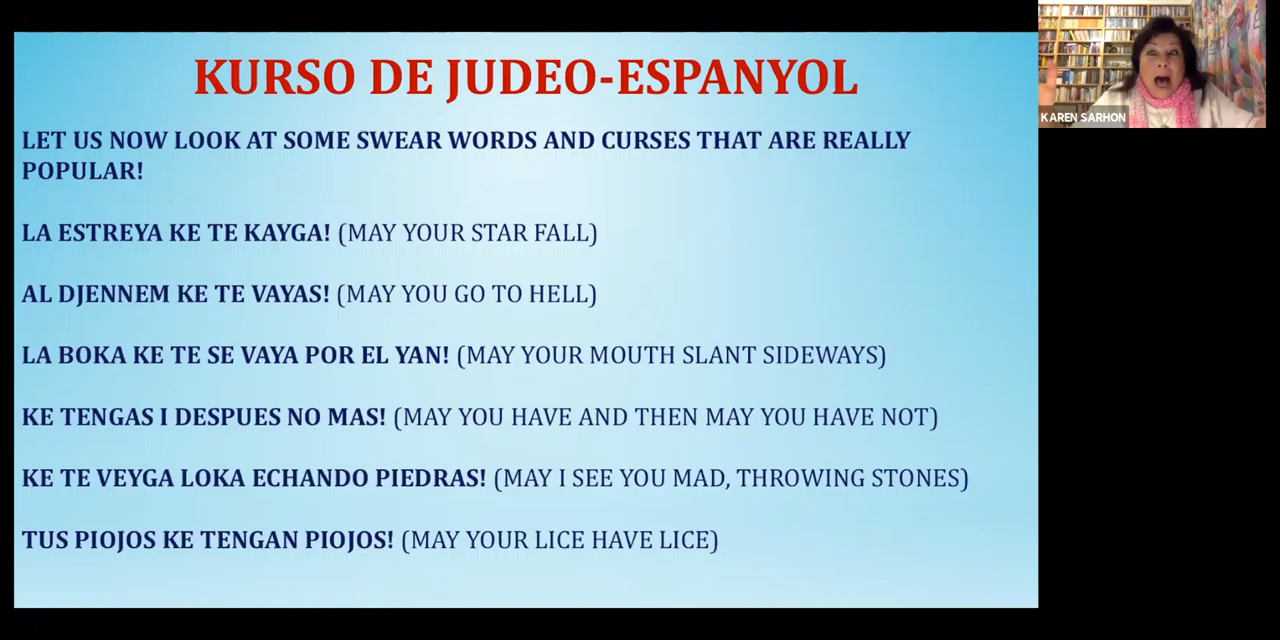 KURSO DE JUDEO-ESPANYOL
LET US NOW LOOK AT SOME SWEAR WORDS AND CURSES THAT ARE REALLY
POPULAR!
LA ESTREYA KE TE KAYGA! (MAY YOUR STAR FALL)
AL DJENNEM KE TE VAYAS! (MAY YOU GO TO HELL)
LA BOKA KE TE SE VAYA POR EL YAN! (MAY YOUR MOUTH SLANT SIDEWAYS)
KE TENGAS I DESPUES NO MAS! (MAY YOU HAVE AND THEN MAY YOU HAVE NOT)
KE TE VEYGA LOKA ECHANDO PIEDRAS! (MAY I SEE YOU MAD, THROWING STONES)
TUS PIOJOS KE TENGAN PIOJOS! (MAY YOUR LICE HAVE LICE)
KAREN SARHON